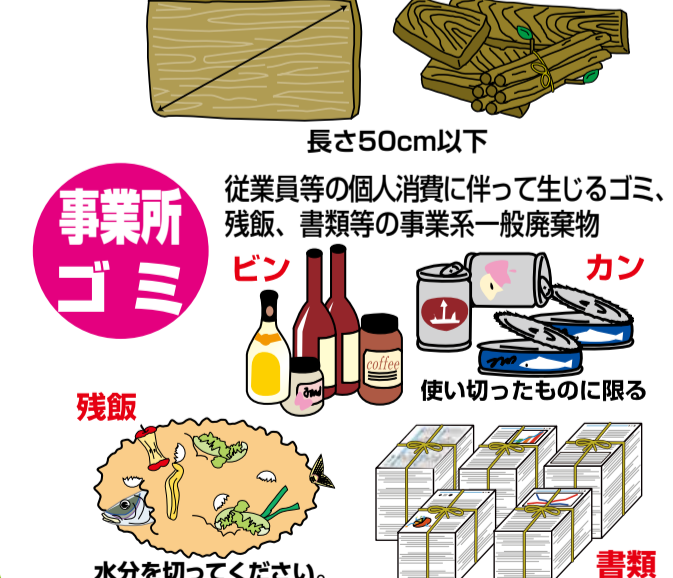 長さ50cm以下
事業所
ゴミ
従業員等の個人消費に伴って生じるゴミ、
残飯、書類等の事業系一般廃棄物
ビン
カン
coffee
使い切ったものに限る
残飯
水分を切ってください。
書類